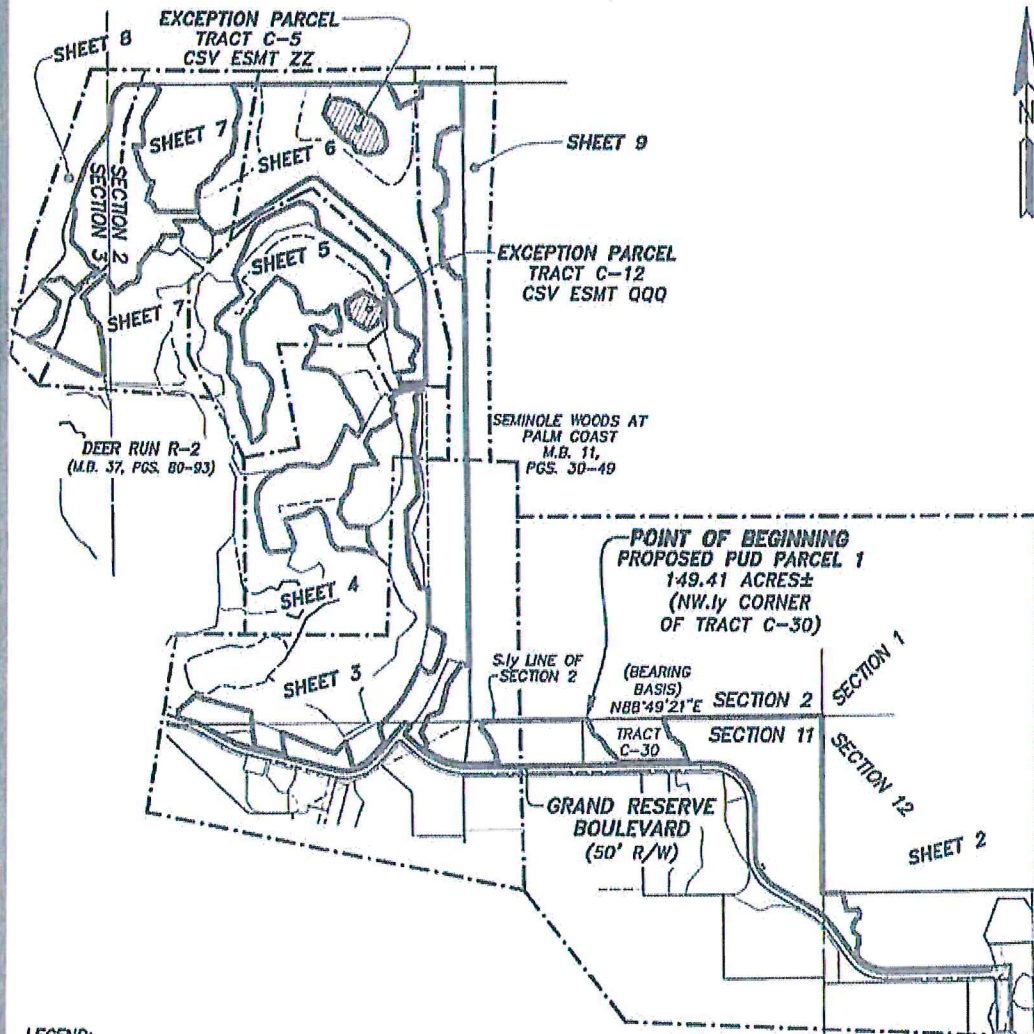 EXCEPTION PARCEL
TRACT C-5
CSV ESMT ZZ
SHEET 8
N
SHEET 7
SHEET 6
SHEET 9
SECTION 2
SECTION 3
EXCEPTION PARCEL
TRACT C-12
CSV ESMT QQQ
SHEET 5
SHEET 7
SEMINOLE WOODS AT
PALM COAST
M.B. 11,
PGS. 30-49
DEER RUN R-2
(M.B. 37, PGS. 80-93)
POINT OF BEGINNING
PROPOSED PUD PARCEL 1
149.41 ACRES±
(NW.ly CORNER
OF TRACT C-30)
SHEET 4
SHEET 3
S.ly LINE OF
SECTION 2
(BEARING
BASIS)
N88°49'21"E
SECTION 2
SECTION 1
TRACT
C-30
SECTION 11
SECTION 12
GRAND RESERVE
BOULEVARD
(50' R/W)
SHEET 2
LEGEND: